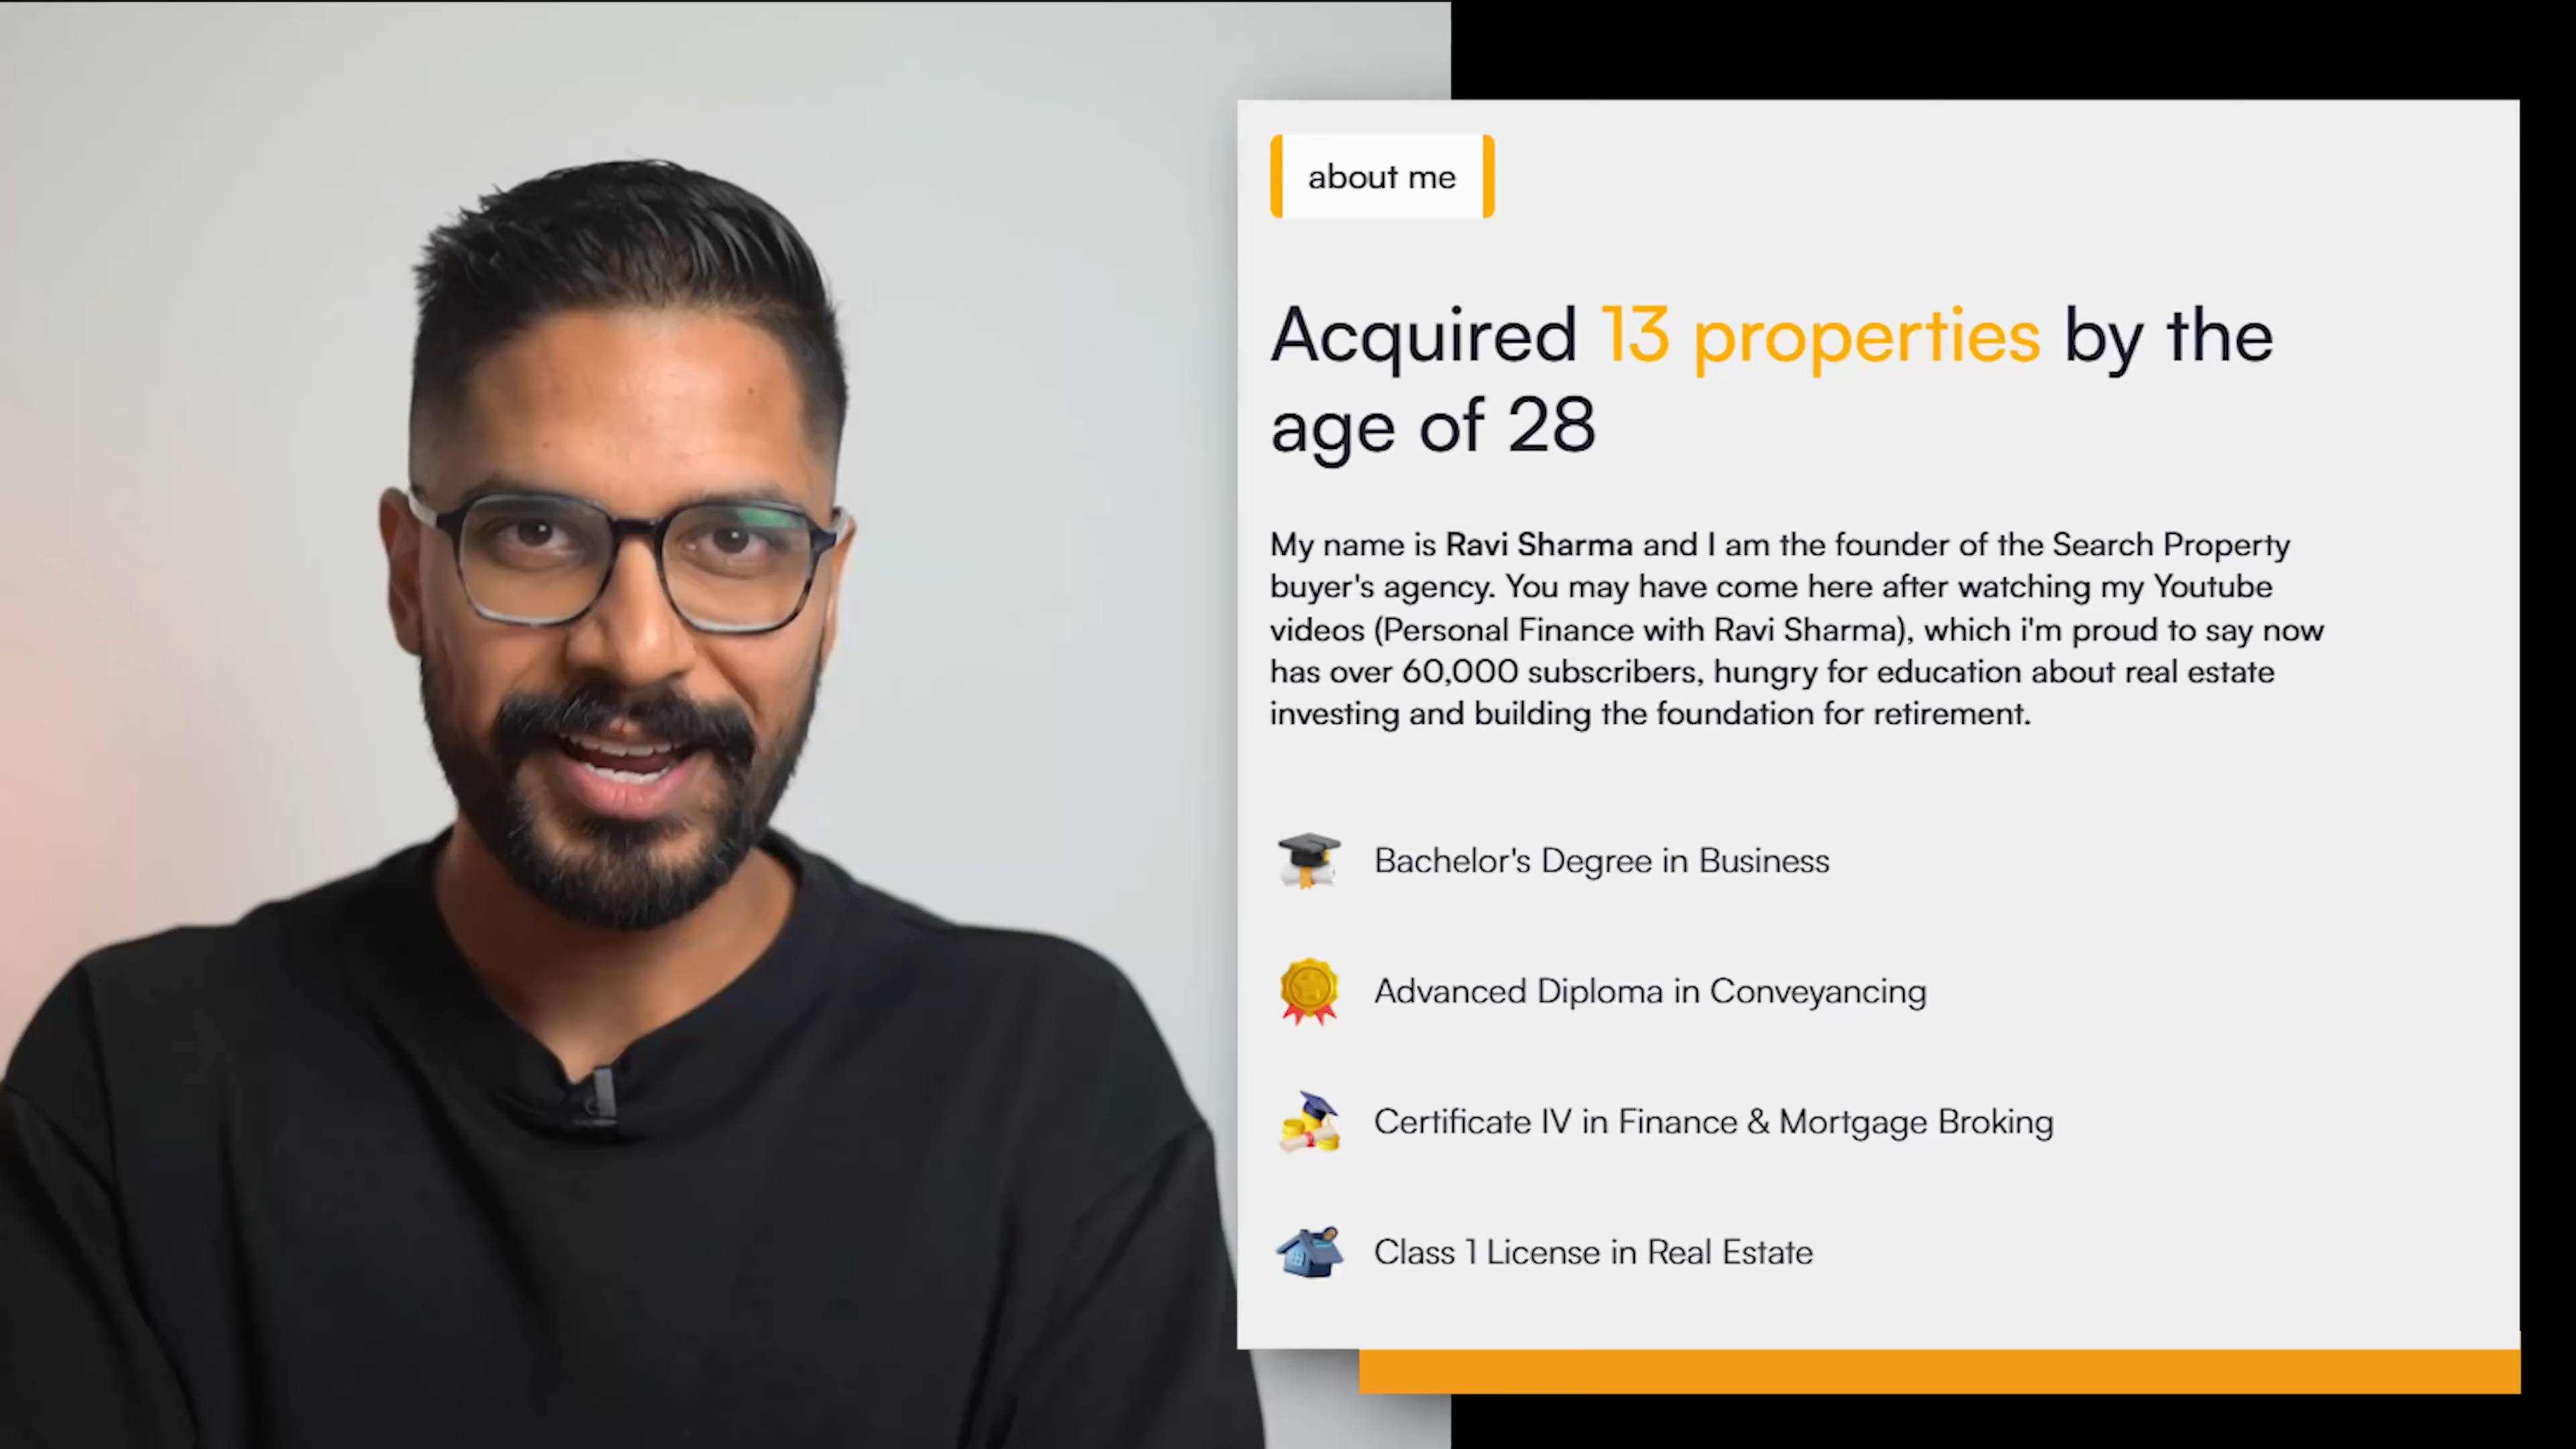 about me
Acquired 13 properties by the
age of 28
My name is Ravi Sharma and I am the founder of the Search Property
buyer's agency. You may have come here after watching my Youtube
videos (Personal Finance with Ravi Sharma), which i'm proud to say now
has over 60,000 subscribers, hungry for education about real estate
investing and building the foundation for retirement.
Bachelor's Degree in Business
Advanced Diploma in Conveyancing
Certificate IV in Finance & Mortgage Broking
Class 1 License in Real Estate